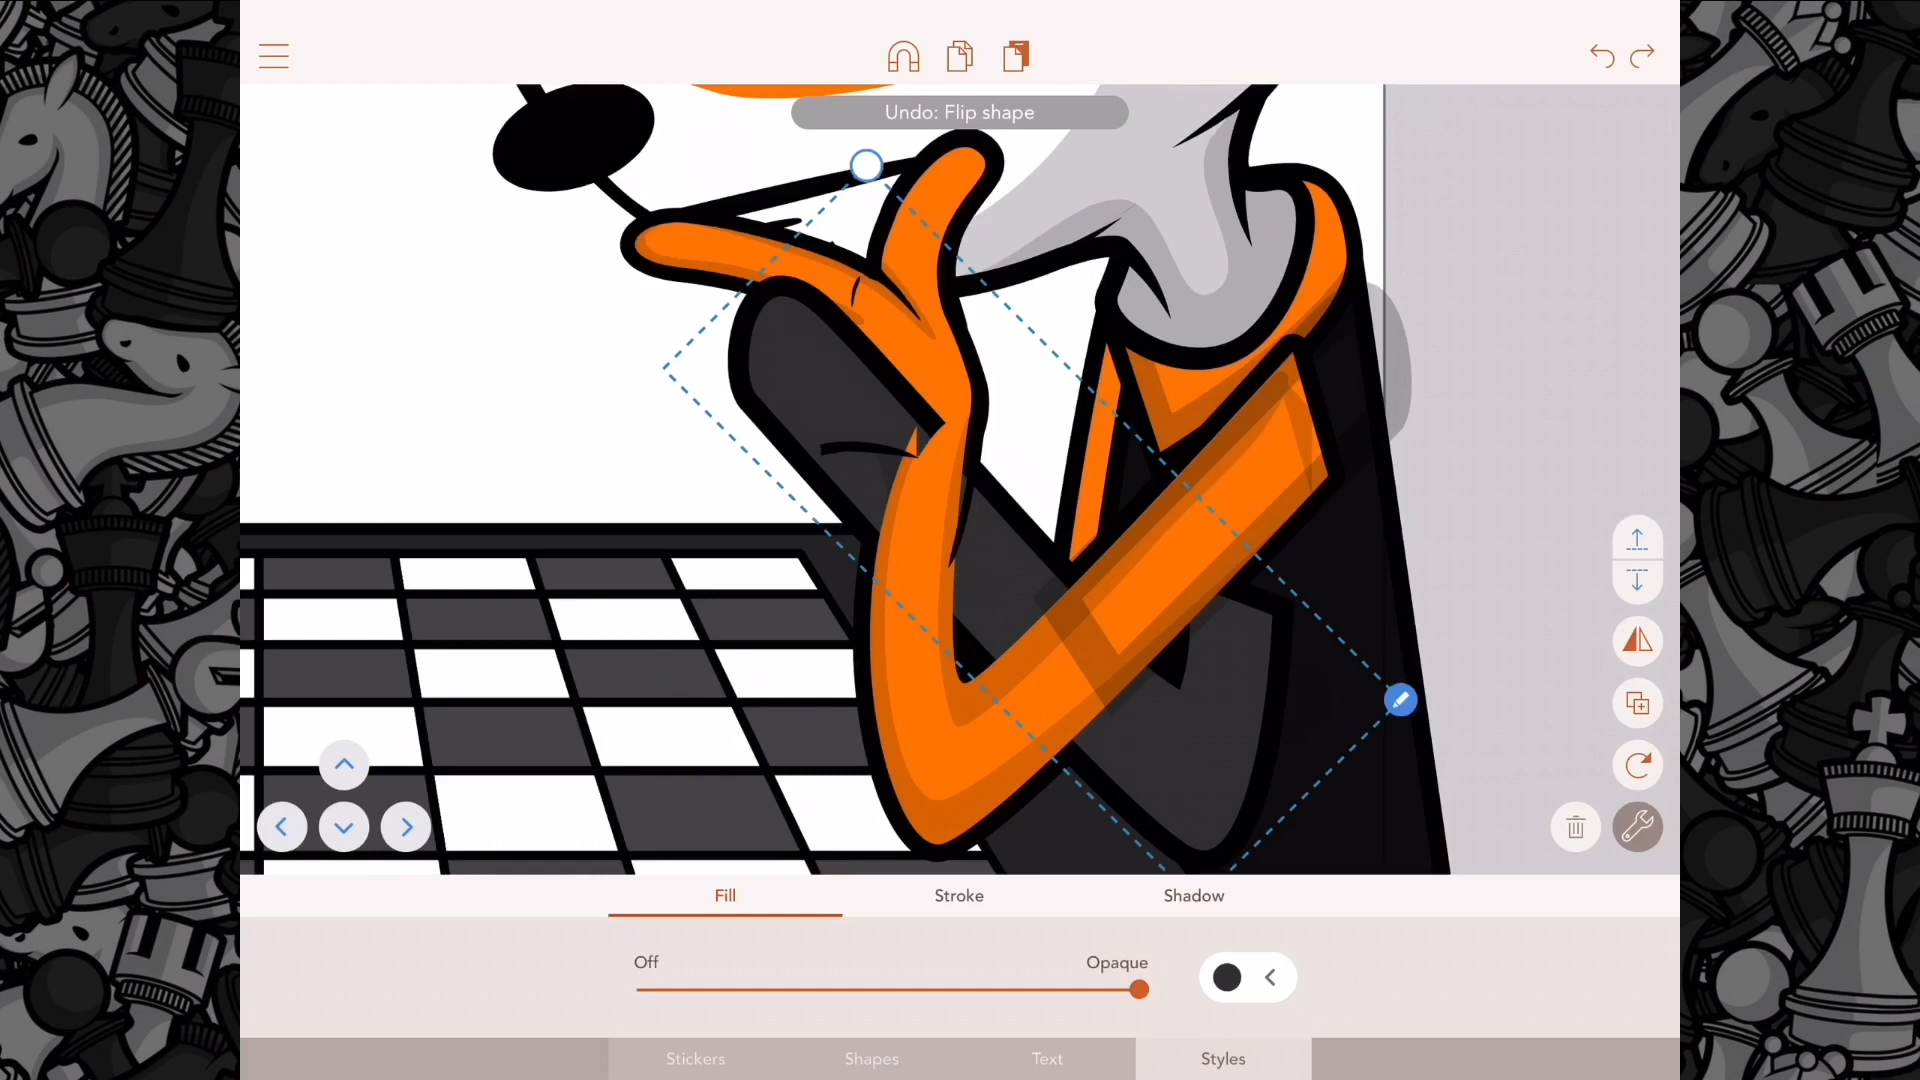 Undo: Flip shape
Fill
Stroke
Shadow
Off
Opaque
Stickers
Shapes
Text
Styles